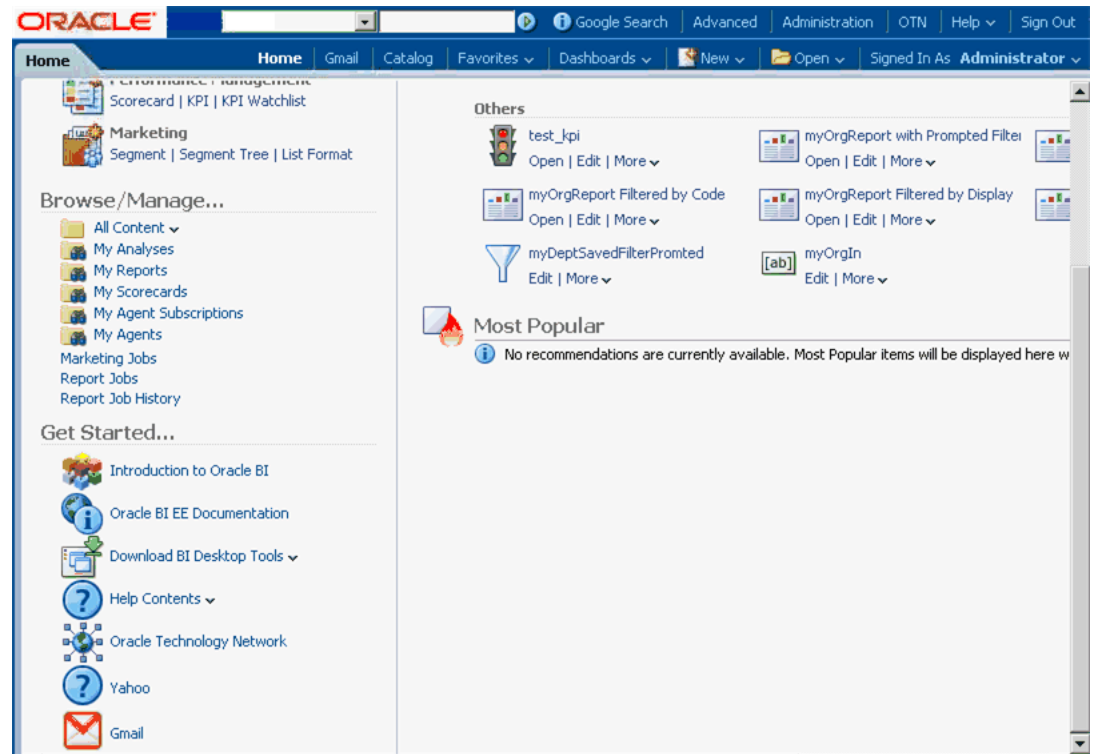 ORACLE
Google Search Advanced Administration OTN Help Sign Out
Home
Home Gmail Catalog Favorites Dashboards New Open Signed In As Administrator
Performance Management
Scorecard | KPI | KPI Watchlist
Marketing
Segment | Segment Tree | List Format
Browse/Manage...
All Content
My Analyses
My Reports
My Scorecards
My Agent Subscriptions
My Agents
Marketing Jobs
Report Jobs
Report Job History
Get Started...
Introduction to Oracle BI
Oracle BI EE Documentation
Download BI Desktop Tools
Help Contents
Oracle Technology Network
Yahoo
Gmail
Others
test_kpi
Open | Edit | More
myOrgReport with Prompted Filter
Open | Edit | More
myOrgReport Filtered by Code
Open | Edit | More
myOrgReport Filtered by Display
Open | Edit | More
myDeptSavedFilterPromted
Edit | More
[ab]
myOrgIn
Edit | More
Most Popular
No recommendations are currently available. Most Popular items will be displayed here w